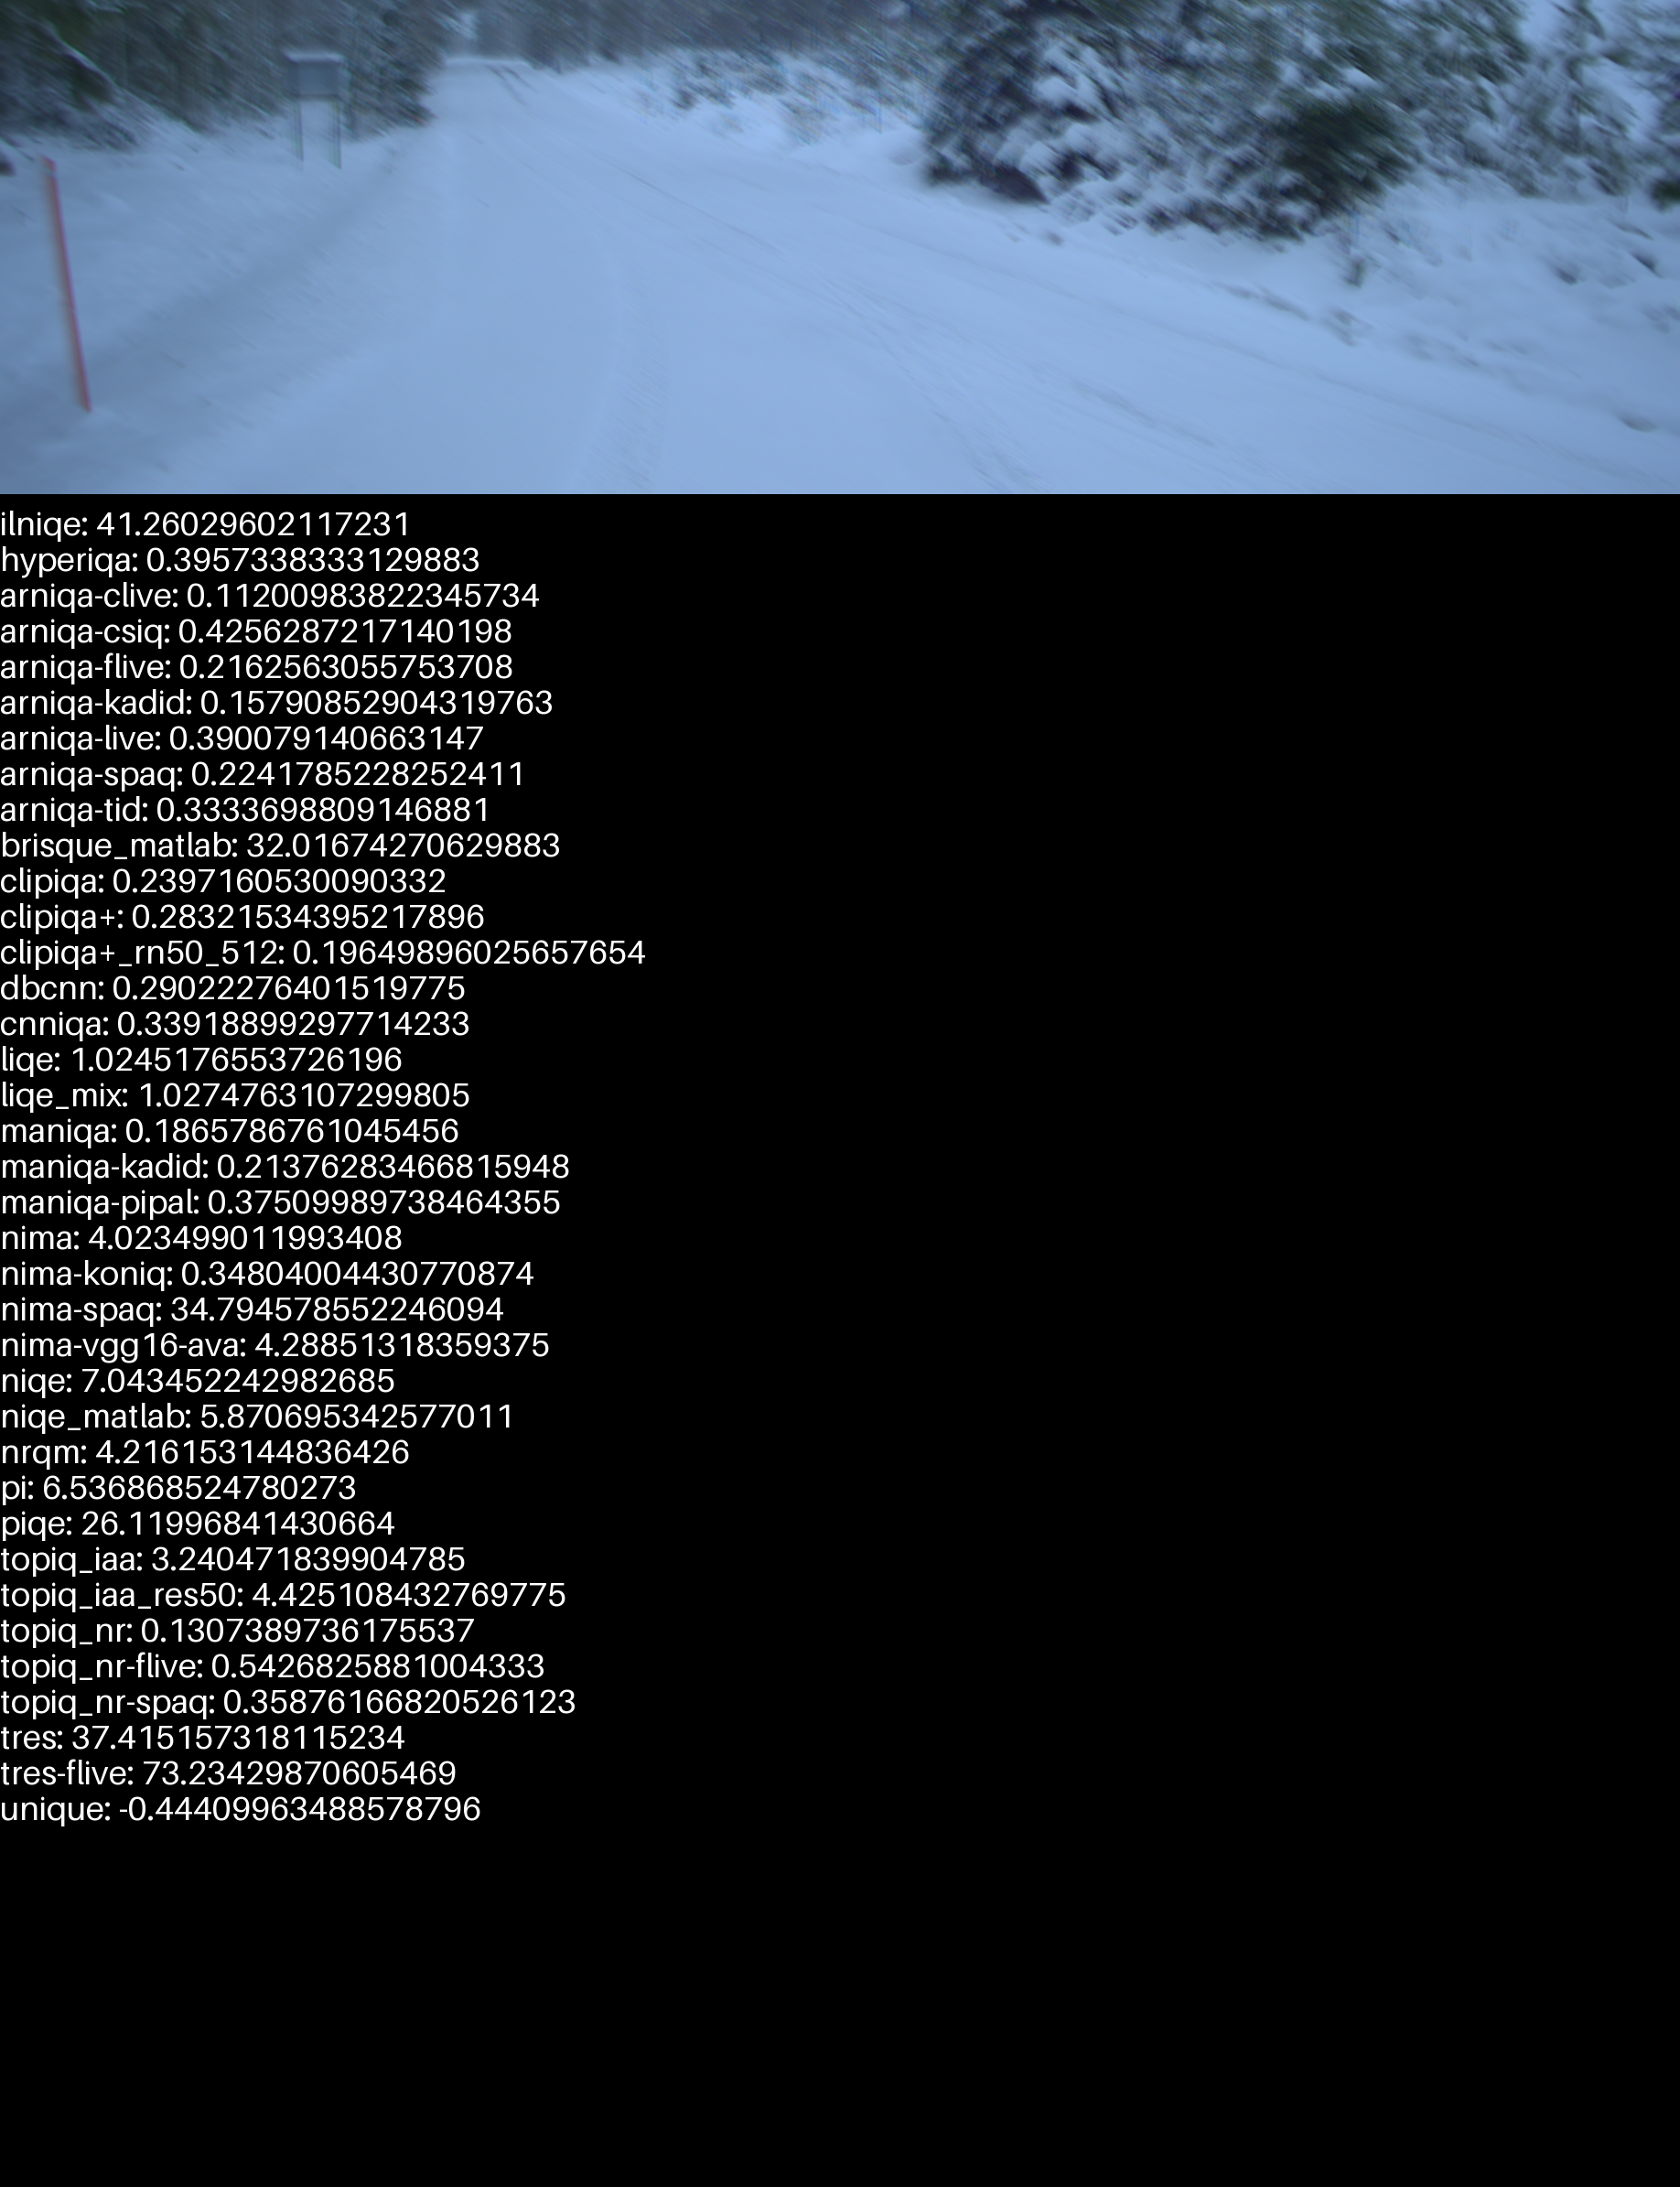 ilniqe: 41.26029602117231
hyperiqa: 0.3957338333129883
arniqa-clive: 0.11200983822345734
arniqa-csiq: 0.4256287217140198
arniqa-flive: 0.2162563055753708
arniqa-kadid: 0.15790852904319763
arniqa-live: 0.390079140663147
arniqa-spaq: 0.2241785228252411
arniqa-tid: 0.3333698809146881
brisque_matlab: 32.01674270629883
clipiqa: 0.2397160530090332
clipiqa+: 0.28321534395217896
clipiqa+_rn50_512: 0.19649896025657654
dbcnn: 0.29022276401519775
cnniqa: 0.33918899297714233
liqe: 1.0245176553726196
liqe_mix: 1.0274763107299805
maniqa: 0.1865786761045456
maniqa-kadid: 0.21376283466815948
maniqa-pipal: 0.37509989738464355
nima: 4.023499011993408
nima-koniq: 0.34804004430770874
nima-spaq: 34.794578552246094
nima-vgg16-ava: 4.28851318359375
niqe: 7.043452242982685
niqe_matlab: 5.870695342577011
nrqm: 4.216153144836426
pi: 6.536868524780273
piqe: 26.11996841430664
topiq_iaa: 3.240471839904785
topiq_iaa_res50: 4.425108432769775
topiq_nr: 0.1307389736175537
topiq_nr-flive: 0.5426825881004333
topiq_nr-spaq: 0.35876166820526123
tres: 37.415157318115234
tres-flive: 73.23429870605469
unique: -0.44409963488578796